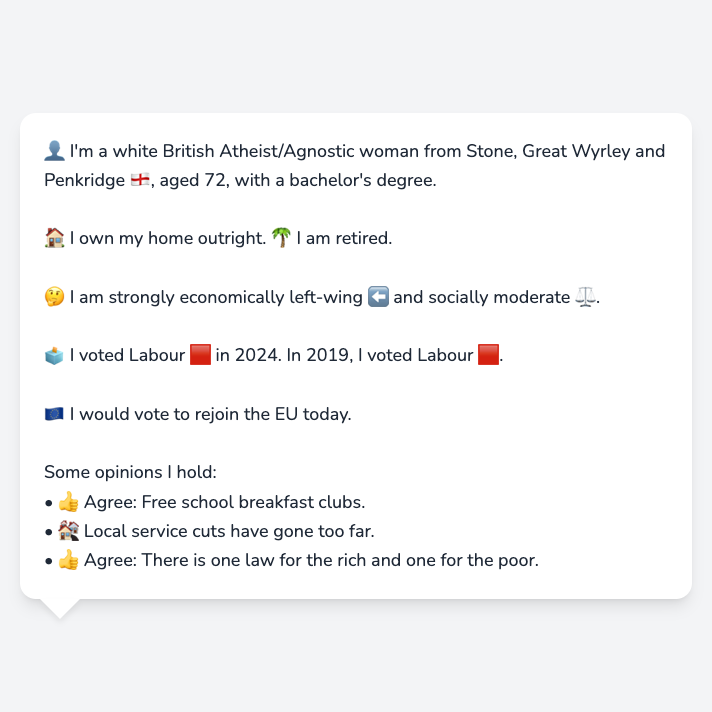 👤 I'm a white British Atheist/Agnostic woman from Stone, Great Wyrley and
Penkridge 🏴󠁧󠁢󠁥󠁮󠁧󠁿, aged 72, with a bachelor's degree.
🏠 I own my home outright. 🌴 I am retired.
🤔 I am strongly economically left-wing ⬅️ and socially moderate ⚖️.
🗳️ I voted Labour 🟥 in 2024. In 2019, I voted Labour 🟥.
🇪🇺 I would vote to rejoin the EU today.
Some opinions I hold:
• 👍 Agree: Free school breakfast clubs.
• 🏚️ Local service cuts have gone too far.
• 👍 Agree: There is one law for the rich and one for the poor.